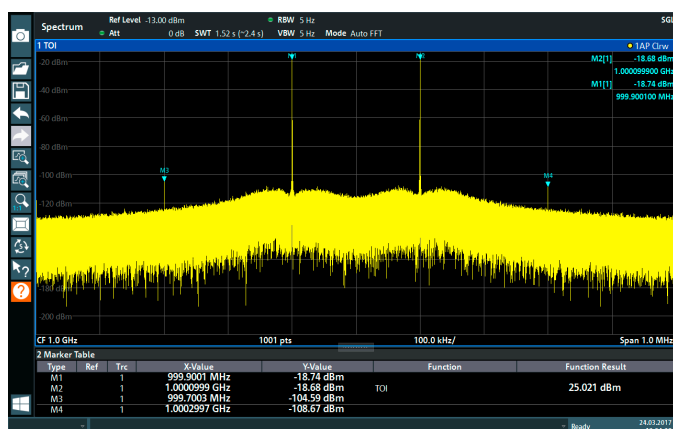 Ref Level -13.00 dBm RBW 5 Hz SGL
Spectrum
Att 0 dB SWT 1.52 s (~2.4 s) VBW 5 Hz Mode Auto FFT
1 TOI 1AP Clrw
M1 M2
M2[1] -18.68 dBm
1.000099900 GHz
M1[1] -18.74 dBm
999.900100 MHz
-20 dBm
-40 dBm
-60 dBm
-80 dBm
-100 dBm
M3 M4
-120 dBm
-180 dBm
-200 dBm
CF 1.0 GHz 1001 pts 100.0 kHz/ Span 1.0 MHz
2 Marker Table
Type Ref Trc X-Value Y-Value Function Function Result
M1 1 999.9001 MHz -18.74 dBm
M2 1 1.0000999 GHz -18.68 dBm TOI 25.021 dBm
M3 1 999.7003 MHz -104.59 dBm
M4 1 1.0002997 GHz -108.67 dBm
Ready 24.03.2017